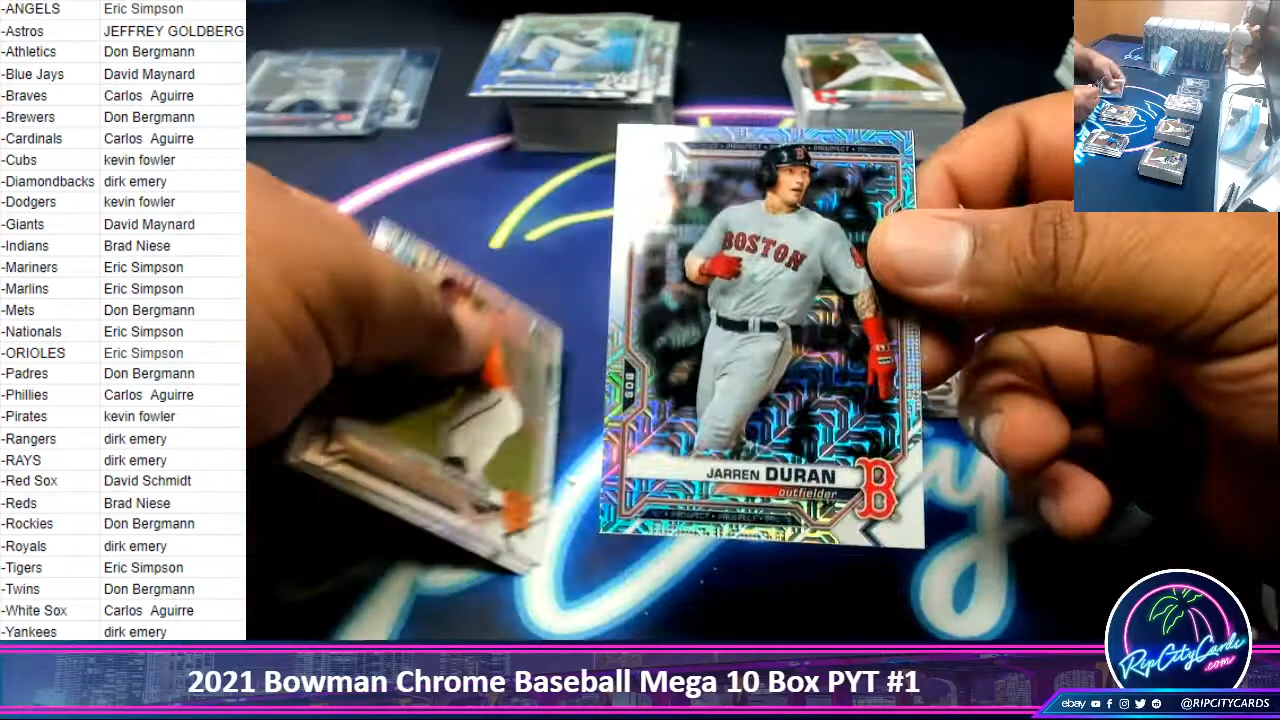 -ANGELS Eric Simpson
-Astros JEFFREY GOLDBERG
-Athletics Don Bergmann
-Blue Jays David Maynard
-Braves Carlos Aguirre
-Brewers Don Bergmann
-Cardinals Carlos Aguirre
-Cubs kevin fowler
-Diamondbacks dirk emery
-Dodgers kevin fowler
-Giants David Maynard
-Indians Brad Niese
-Mariners Eric Simpson
-Marlins Eric Simpson
-Mets Don Bergmann
-Nationals Eric Simpson
-ORIOLES Eric Simpson
-Padres Don Bergmann
-Phillies Carlos Aguirre
-Pirates kevin fowler
-Rangers dirk emery
-RAYS dirk emery
-Red Sox David Schmidt
-Reds Brad Niese
-Rockies Don Bergmann
-Royals dirk emery
-Tigers Eric Simpson
-Twins Don Bergmann
-White Sox Carlos Aguirre
-Yankees dirk emery
PROSPECT
B
BOSTON
BOS
JARREN DURAN
outfielder
B
PROSPECT
RipCityCards
.com
2021 Bowman Chrome Baseball Mega 10 Box PYT #1
ebay @RIPCITYCARDS